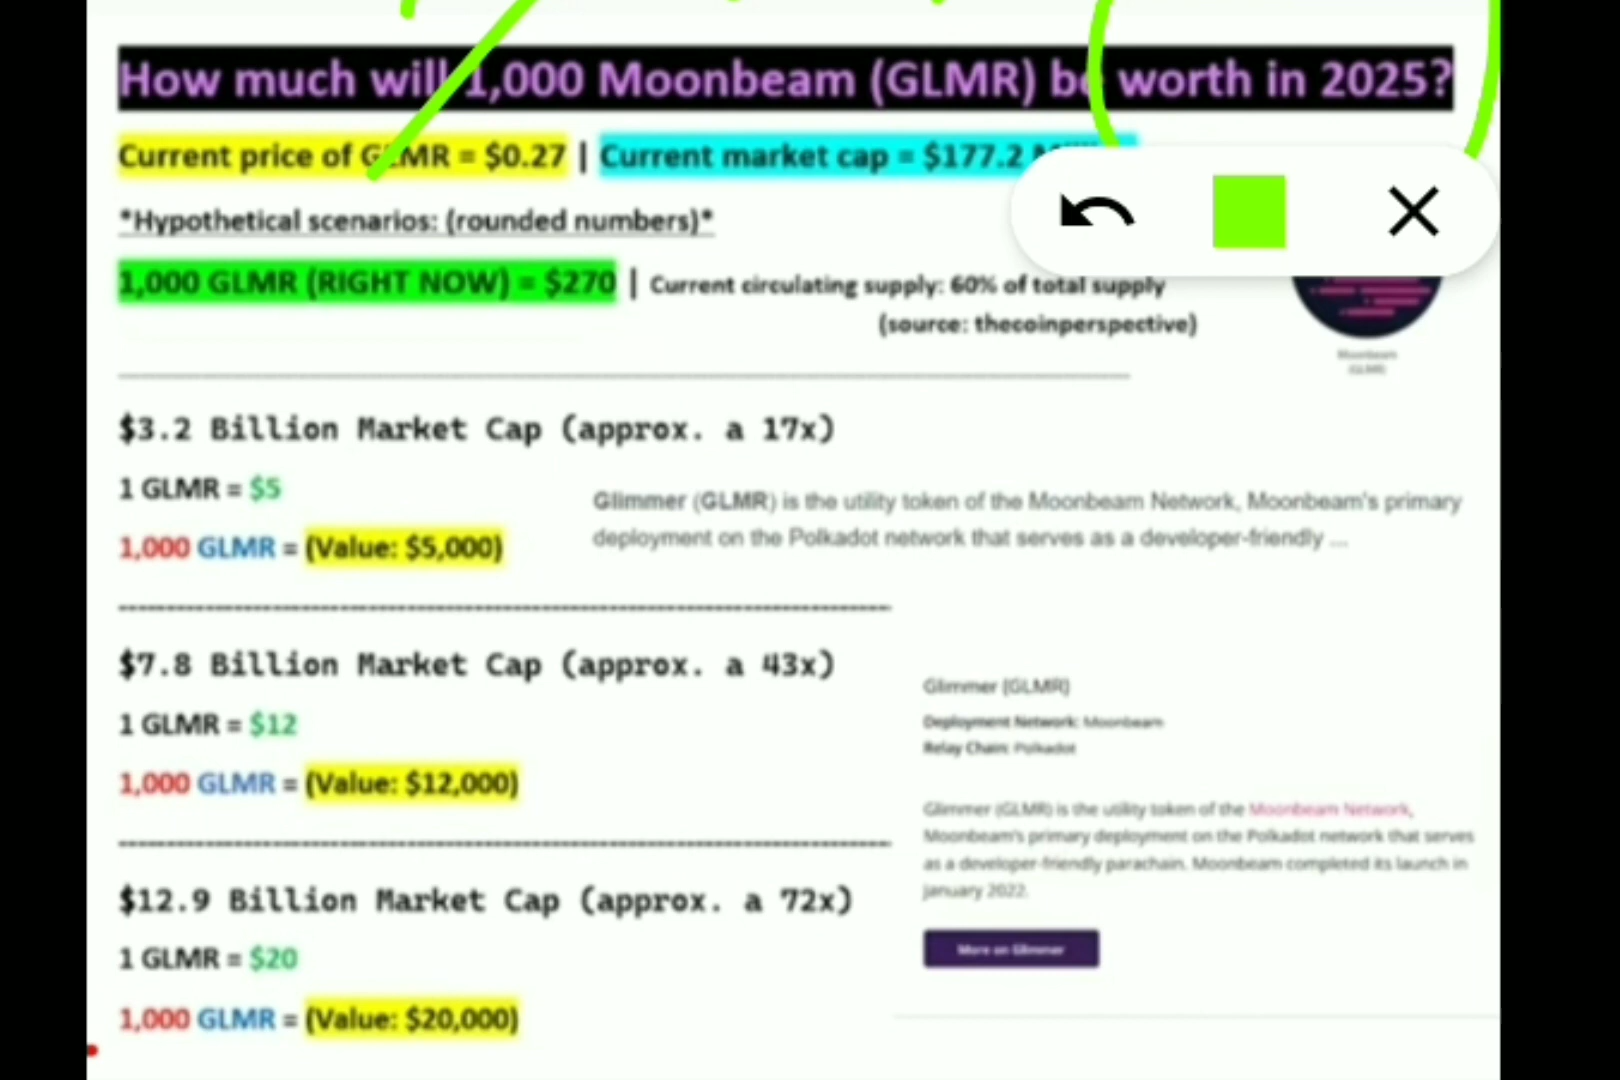 How much will 1,000 Moonbeam (GLMR) be worth in 2025?
Current price of GLMR = $0.27 | Current market cap = $177.2
*Hypothetical scenarios: (rounded numbers)*
1,000 GLMR (RIGHT NOW) = $270 | Current circulating supply: 60% of total supply
(source: thecoinperspective)
Moonbeam
(GLMR)
$3.2 Billion Market Cap (approx. a 17x)
1 GLMR = $5
1,000 GLMR = (Value: $5,000)
Glimmer (GLMR) is the utility token of the Moonbeam Network, Moonbeam's primary
deployment on the Polkadot network that serves as a developer-friendly ...
$7.8 Billion Market Cap (approx. a 43x)
1 GLMR = $12
1,000 GLMR = (Value: $12,000)
Glimmer (GLMR)
Deployment Network: Moonbeam
Relay Chain: Polkadot
Glimmer (GLMR) is the utility token of the Moonbeam Network,
Moonbeam's primary deployment on the Polkadot network that serves
as a developer-friendly parachain. Moonbeam completed its launch in
January 2022.
More on Glimmer
$12.9 Billion Market Cap (approx. a 72x)
1 GLMR = $20
1,000 GLMR = (Value: $20,000)